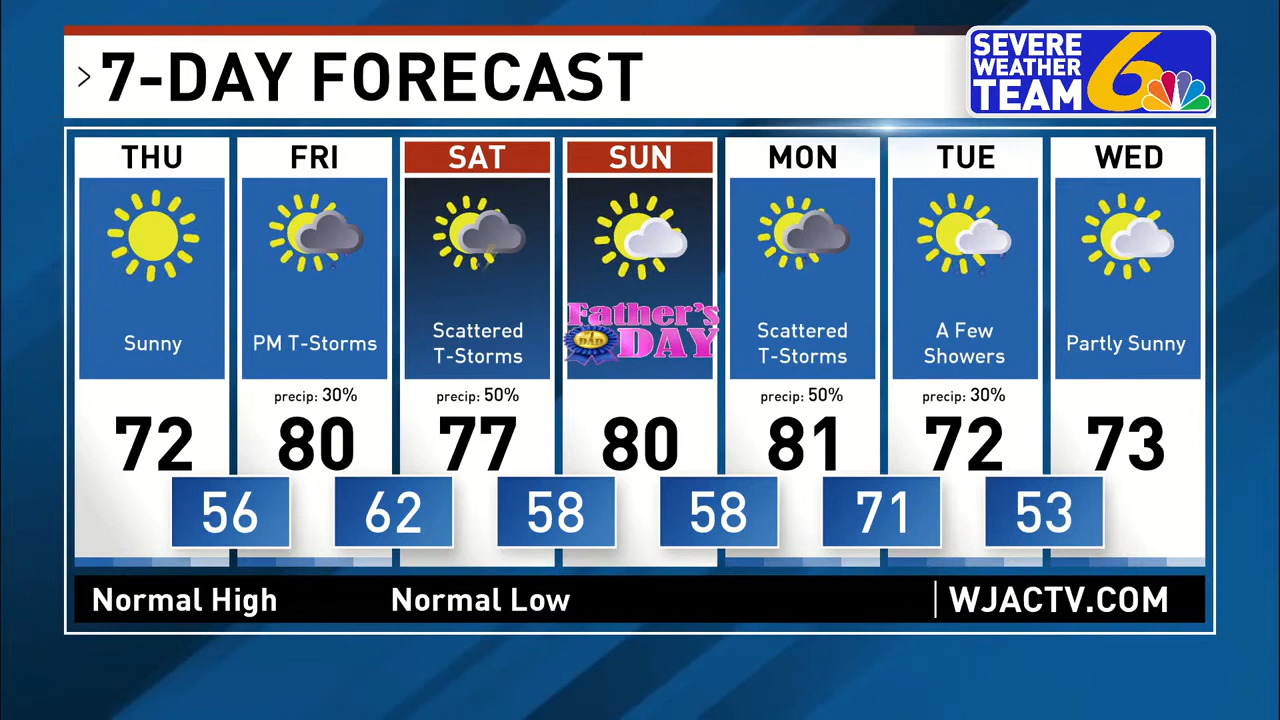 > 7-DAY FORECAST
SEVERE
WEATHER
TEAM 6
THU
FRI
SAT
SUN
MON
TUE
WED
Sunny
PM T-Storms
Scattered
T-Storms
Father's
DAY
#1
DAD
Scattered
T-Storms
A Few
Showers
Partly Sunny
precip: 30%
precip: 50%
precip: 50%
precip: 30%
72
80
77
80
81
72
73
56
62
58
58
71
53
Normal High
Normal Low
WJACTV.COM